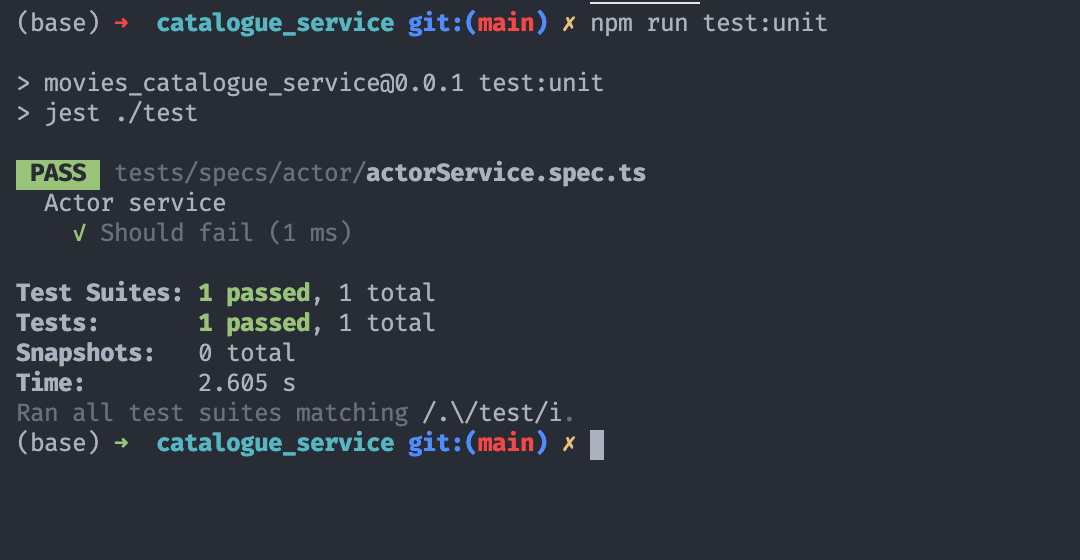 (base) ➜  catalogue_service git:(main) ✗ npm run test:unit
> movies_catalogue_service@0.0.1 test:unit
> jest ./test
PASS tests/specs/actor/actorService.spec.ts
Actor service
√ Should fail (1 ms)
Test Suites: 1 passed, 1 total
Tests:       1 passed, 1 total
Snapshots:   0 total
Time:        2.605 s
Ran all test suites matching /.\/test/i.
(base) ➜  catalogue_service git:(main) ✗